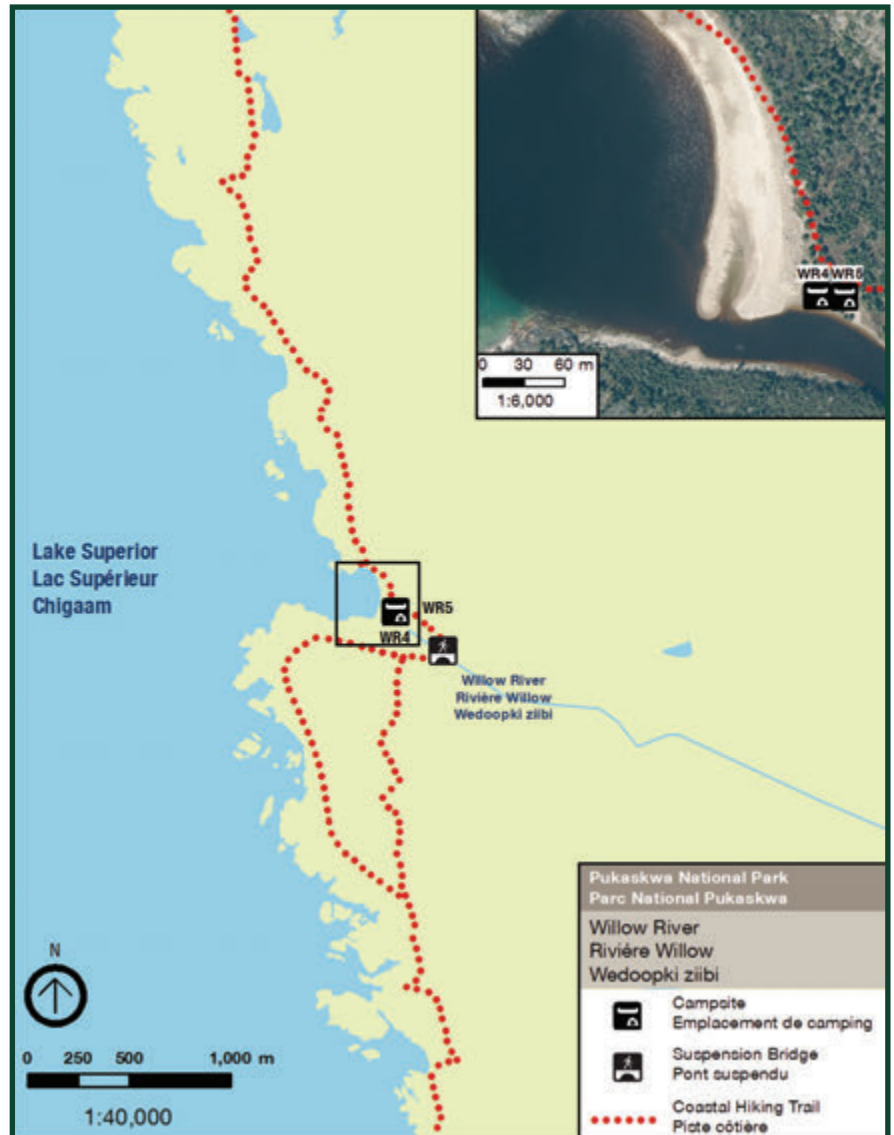 WR4 WR5
0 30 60 m
1:6,000
Lake Superior
Lac Supérieur
Chigaam
WR5
WR4
Willow River
Rivière Willow
Wedoopki ziibi
N
0 250 500 1,000 m
1:40,000
Pukaskwa National Park
Parc National Pukaskwa
Willow River
Riviére Willow
Wedoopki ziibi
Campsite
Emplacement de camping
Suspension Bridge
Pont suspendu
Coastal Hiking Trail
Piste côtière